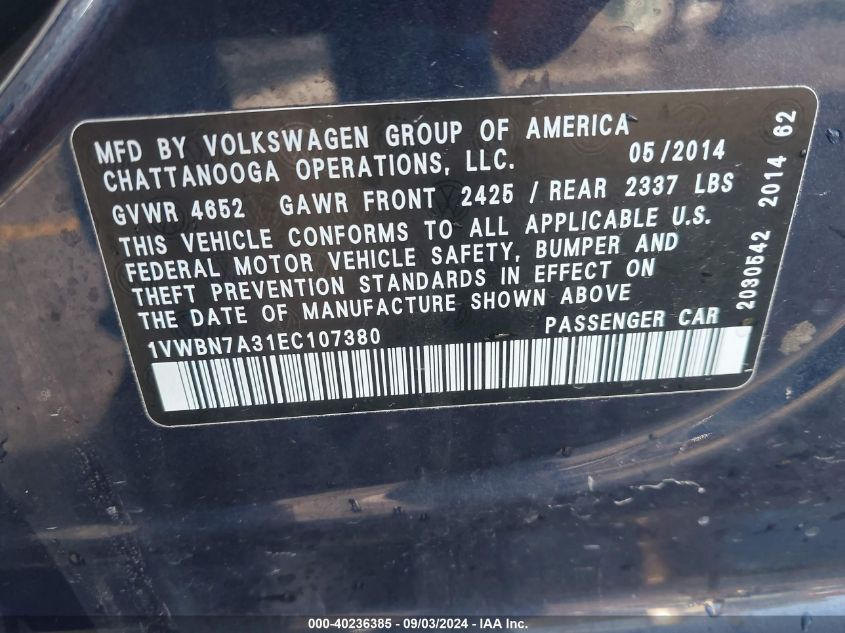 MFD BY VOLKSWAGEN GROUP OF AMERICA
CHATTANOOGA OPERATIONS, LLC. 05/2014
GVWR 4652 GAWR FRONT 2425 / REAR 2337 LBS
THIS VEHICLE CONFORMS TO ALL APPLICABLE U.S.
FEDERAL MOTOR VEHICLE SAFETY, BUMPER AND
THEFT PREVENTION STANDARDS IN EFFECT ON
THE DATE OF MANUFACTURE SHOWN ABOVE
1VWBN7A31EC107380 PASSENGER CAR
2030542 2014 62
000-40236385 - 09/03/2024 - IAA Inc.